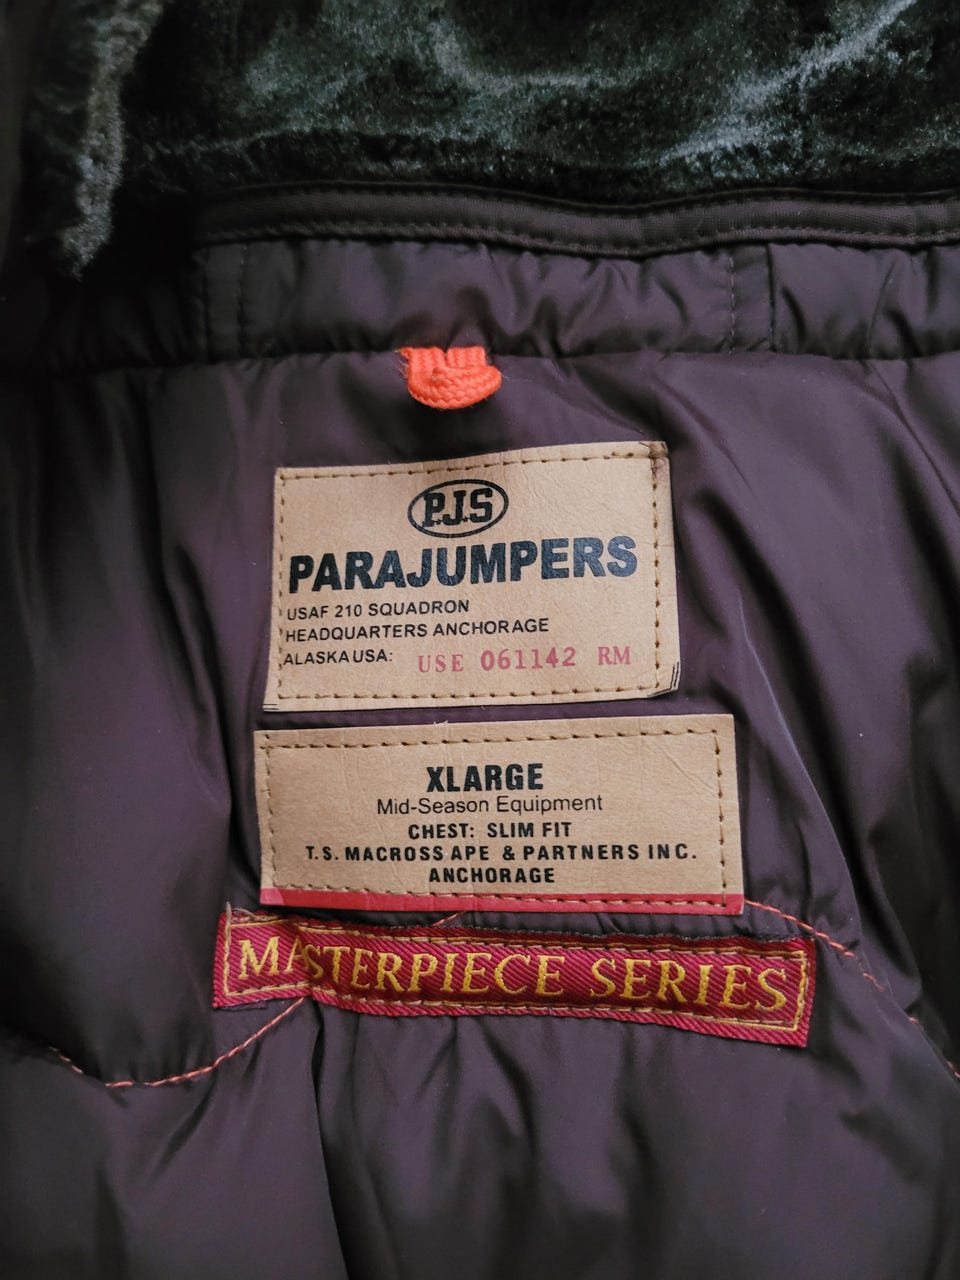 P.J.S
PARAJUMPERS
USAF 210 SQUADRON
HEADQUARTERS ANCHORAGE
ALASKA USA: USE 061142 RM
XLARGE
Mid-Season Equipment
CHEST: SLIM FIT
T.S. MACROSS APE & PARTNERS INC.
ANCHORAGE
MASTERPIECE SERIES